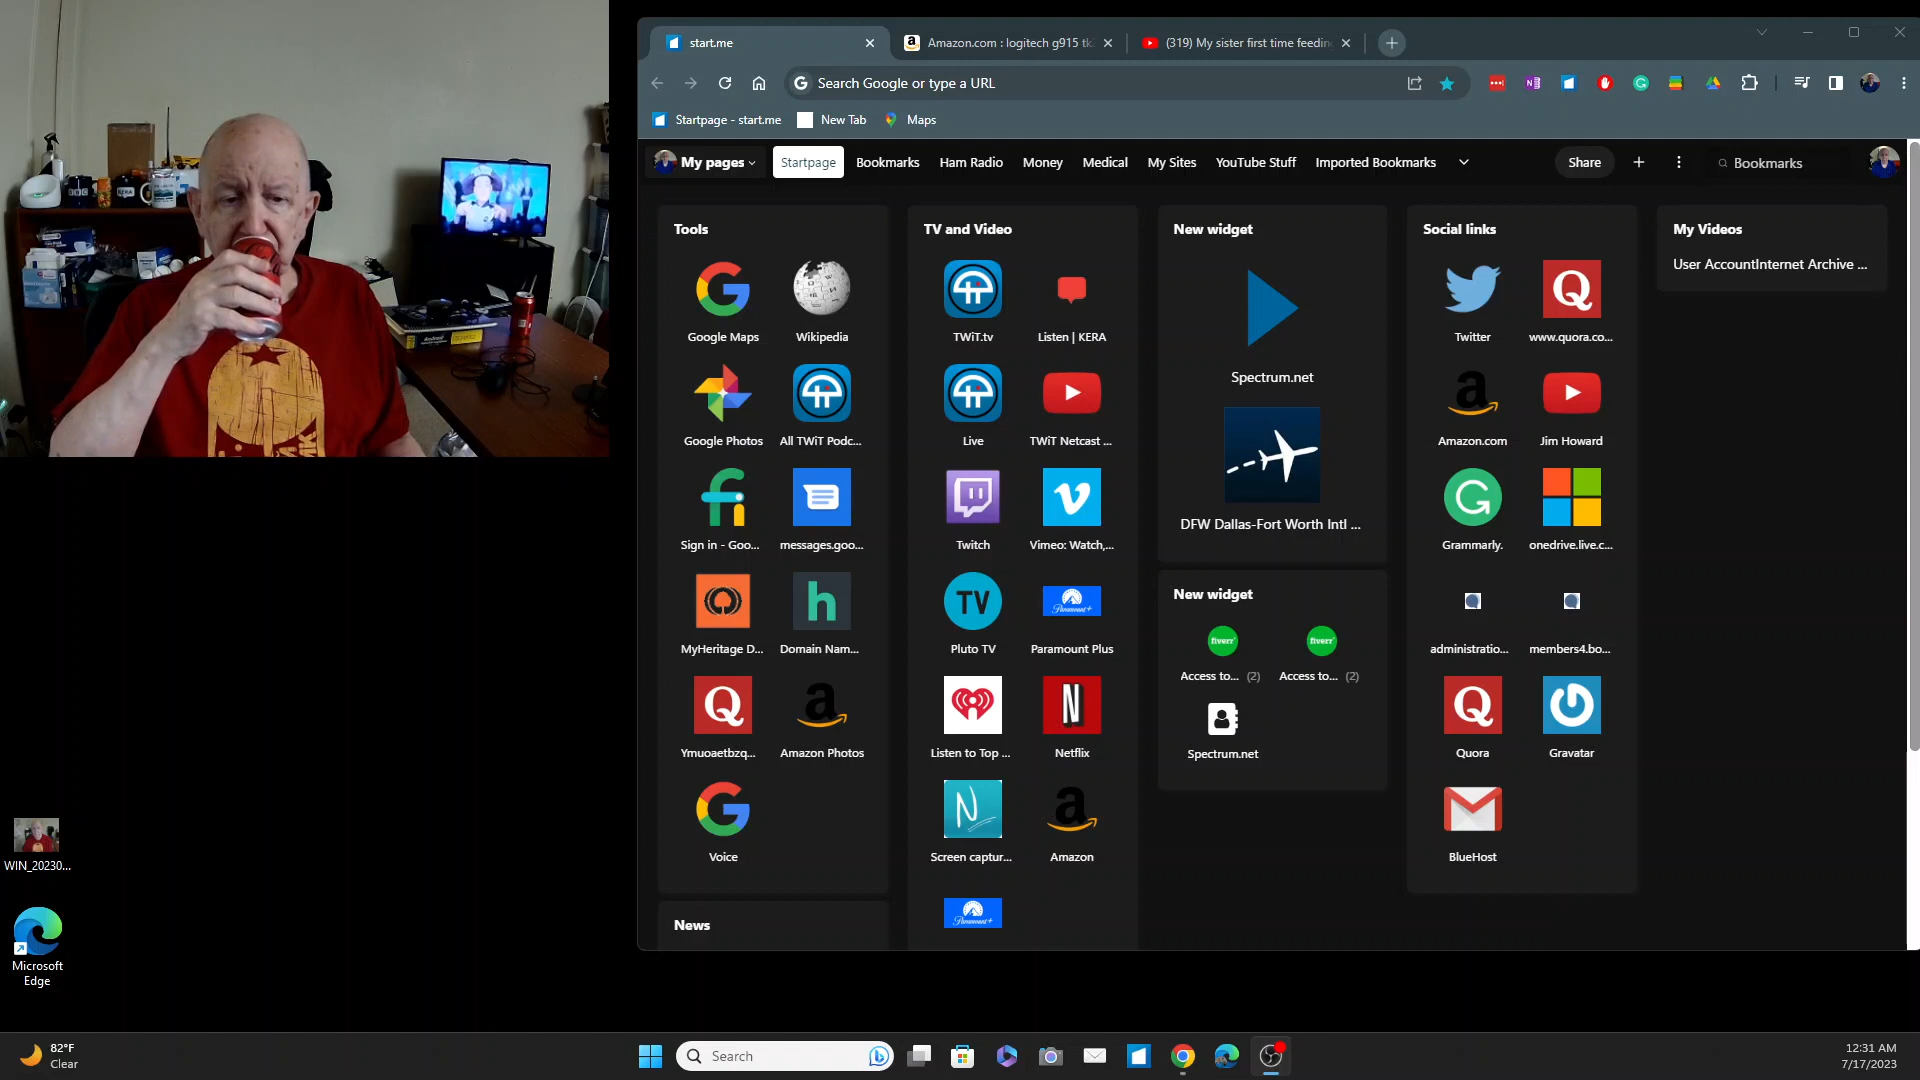 start.me
Amazon.com : logitech g915 tk
(319) My sister first time feeding
Search Google or type a URL
Startpage - start.me
New Tab
Maps
My pages
Startpage
Bookmarks
Ham Radio
Money
Medical
My Sites
YouTube Stuff
Imported Bookmarks
Share
Bookmarks
Tools
Google Maps
Wikipedia
Google Photos
All TWiT Podc...
Sign in - Goo...
messages.goo...
MyHeritage D...
Domain Nam...
Ymuoaetbzq...
Amazon Photos
Voice
News
TV and Video
TWiT.tv
Listen | KERA
Live
TWiT Netcast ...
Twitch
Vimeo: Watch,...
TV
Pluto TV
Paramount+
Paramount Plus
Listen to Top ...
Netflix
Screen captur...
Amazon
Paramount+
New widget
Spectrum.net
DFW Dallas-Fort Worth Intl ...
New widget
fiverr
fiverr
Access to... (2)
Access to... (2)
Spectrum.net
Social links
Twitter
www.quora.co...
Amazon.com
Jim Howard
Grammarly.
onedrive.live.c...
administratio...
members4.bo...
Quora
Gravatar
BlueHost
My Videos
User AccountInternet Archive ...
KERA
WIN_20230...
Microsoft
Edge
82°F
Clear
Search
12:31 AM
7/17/2023